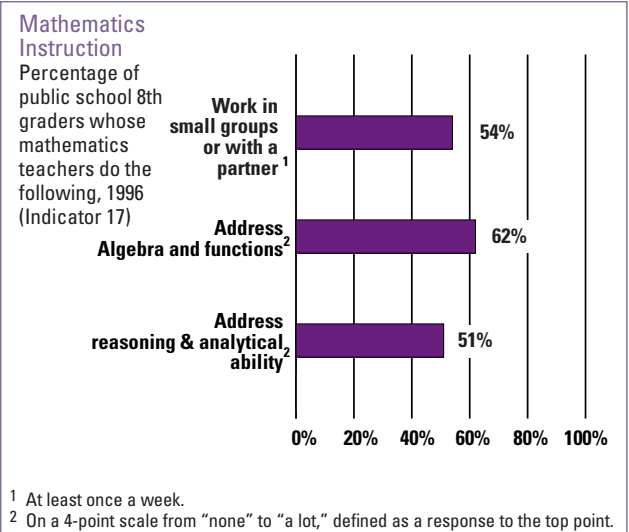 Mathematics
Instruction
Percentage of
public school 8th
graders whose
mathematics
teachers do the
following, 1996
(Indicator 17)
Work in
small groups
or with a
partner 1
54%
Address
Algebra and functions2
62%
Address
reasoning & analytical
ability2
51%
0% 20% 40% 60% 80% 100%
1 At least once a week.
2 On a 4-point scale from “none” to “a lot,” defined as a response to the top point.